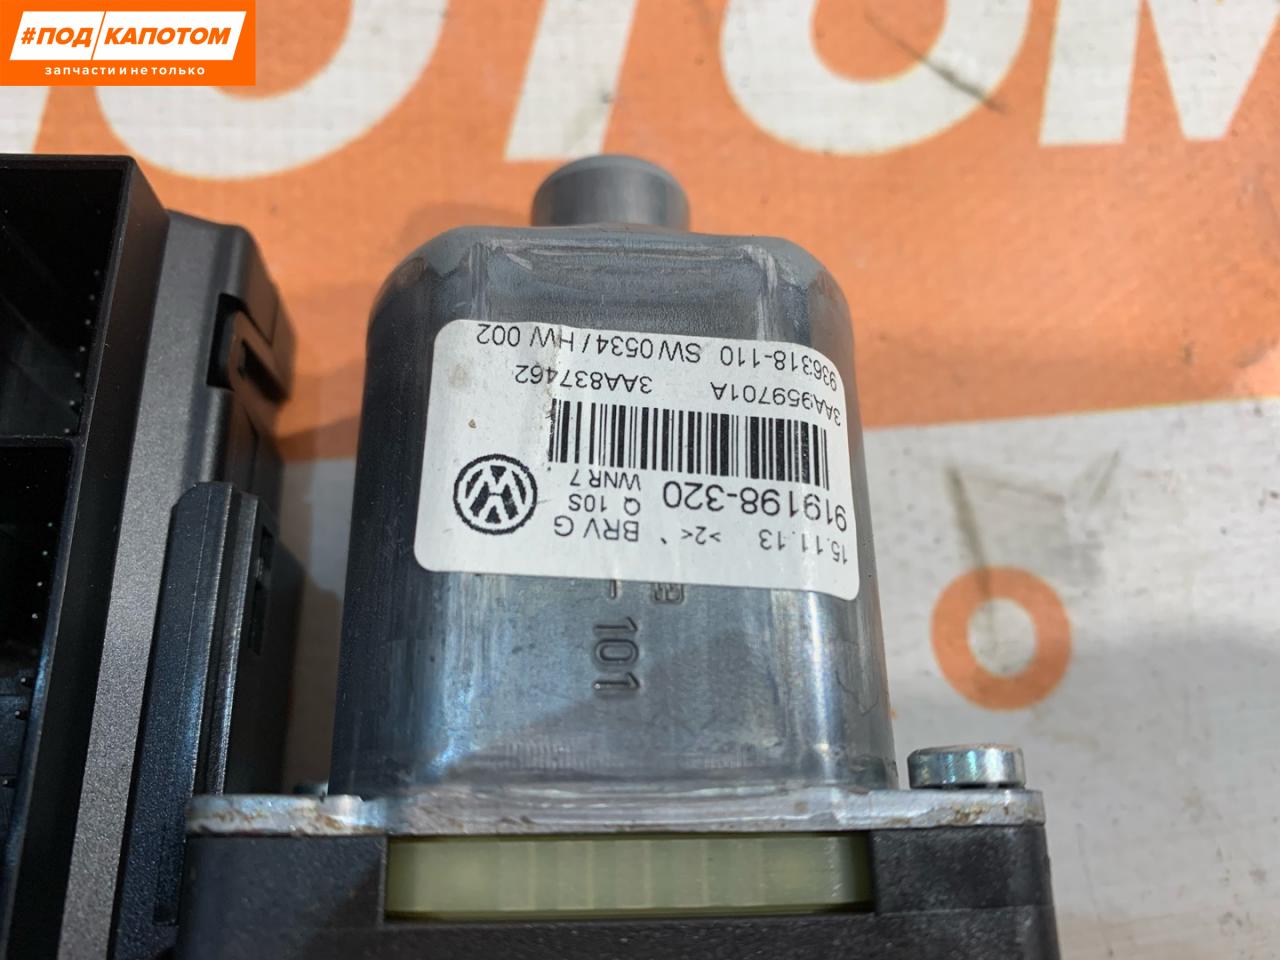 #ПОД КАПОТОМ
запчасти и не только
15.11.13 >2< BRV G
919198-320 Q 10S
WNR 7
3AA959701A 3AA837462
936318-110 SW 0534 / HW 002
101